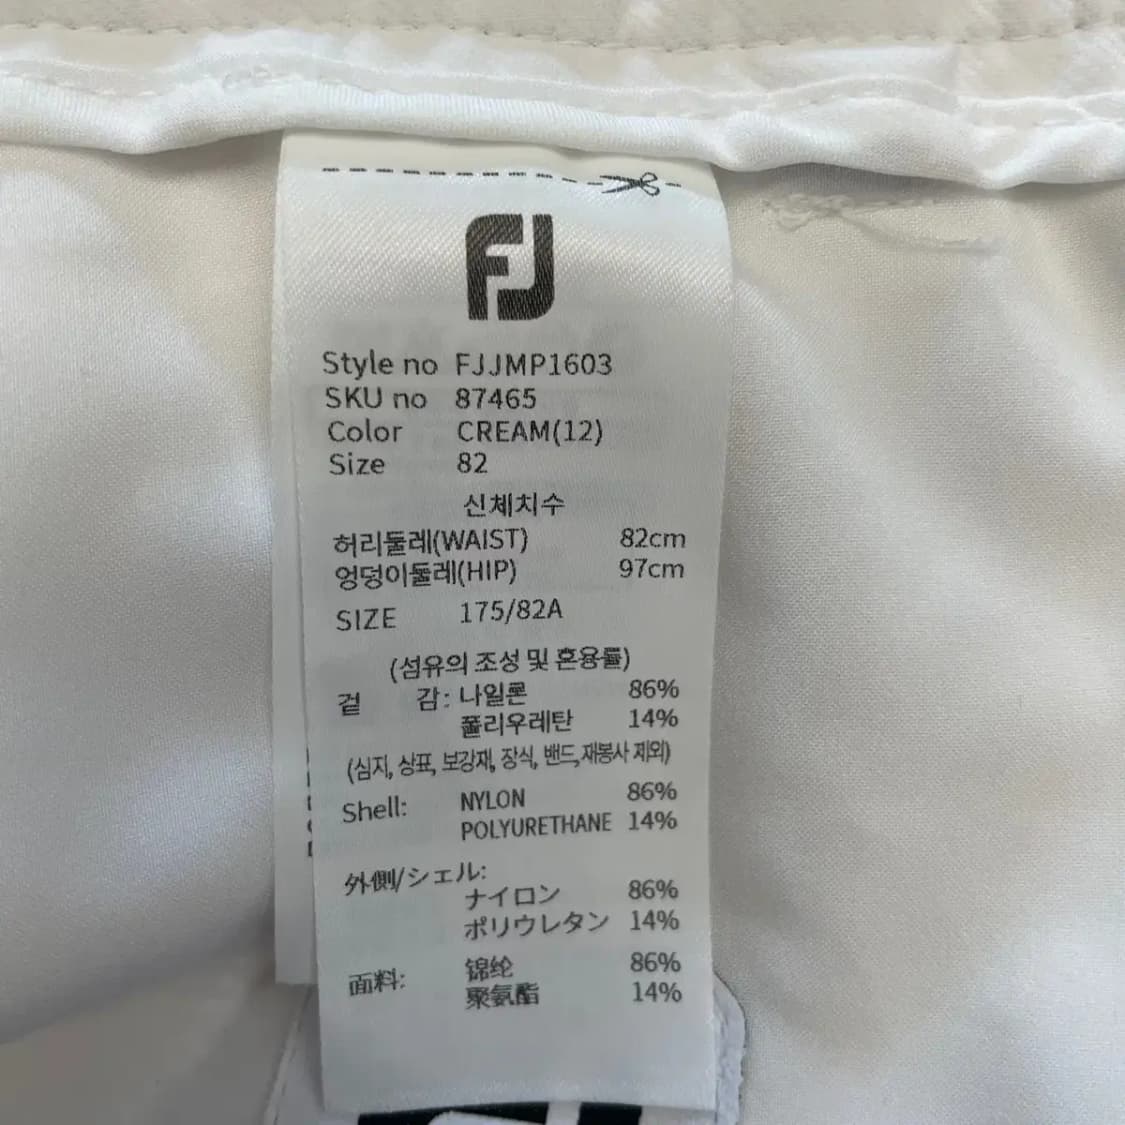 FJ
Style no FJJMP1603
SKU no 87465
Color CREAM(12)
Size 82
신체치수
허리둘레(WAIST) 82cm
엉덩이둘레(HIP) 97cm
SIZE 175/82A
(섬유의 조성 및 혼용률)
겉 감: 나일론 86%
폴리우레탄 14%
(심지, 상표, 보강재, 장식, 밴드,재봉사 제외)
Shell: NYLON 86%
POLYURETHANE 14%
外側/シェル:
ナイロン 86%
ポリウレタン 14%
面料: 锦纶 86%
聚氨酯 14%